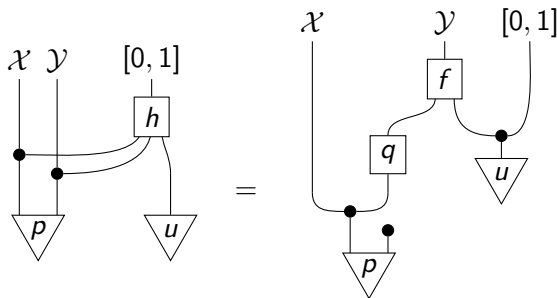 𝒳 𝒴 [0, 1]
f
𝒳 𝒴 [0, 1]
h
q
=
u
p u
p